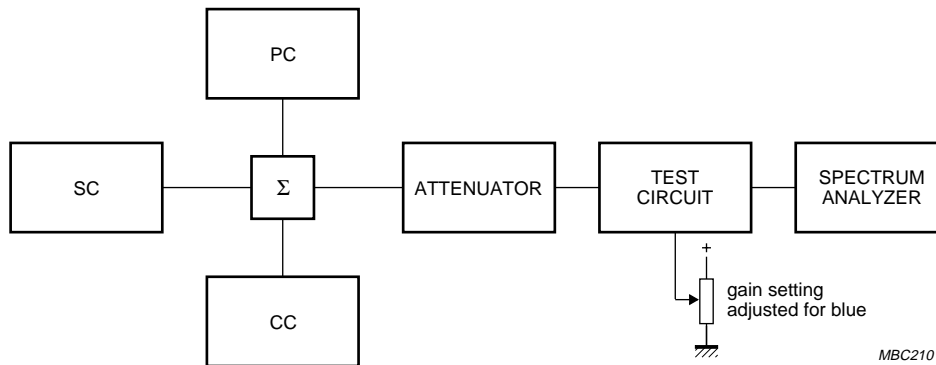 PC
SC
Σ
ATTENUATOR
TEST
CIRCUIT
SPECTRUM
ANALYZER
CC
+
gain setting
adjusted for blue
MBC210